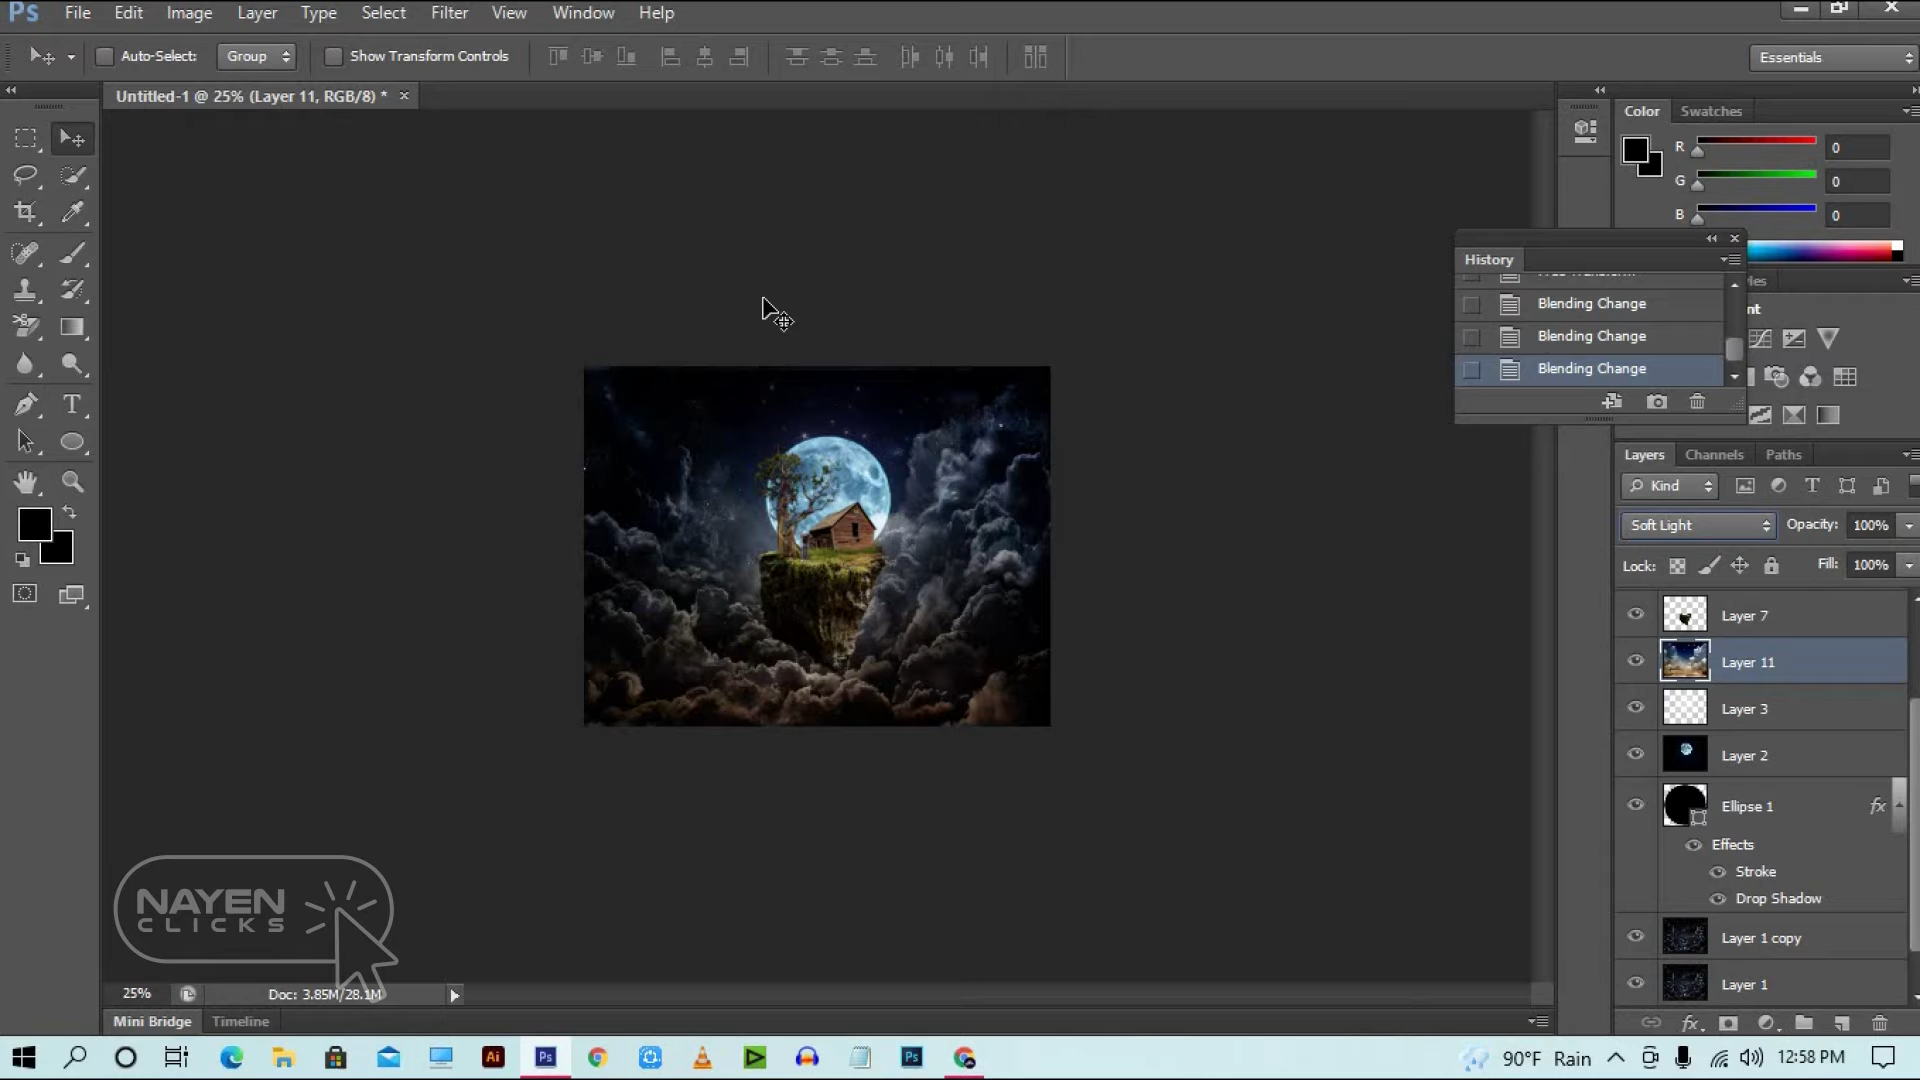 Ps File Edit Image Layer Type Select Filter View Window Help
Auto-Select: Group Show Transform Controls Essentials
Untitled-1 @ 25% (Layer 11, RGB/8) * ×
Color Swatches
R 0
G 0
B 0
History
Blending Change
Blending Change
Blending Change
Layers Channels Paths
Kind
Soft Light Opacity: 100%
Lock: Fill: 100%
Layer 7
Layer 11
Layer 3
Layer 2
Ellipse 1 fx
Effects
Stroke
Drop Shadow
Layer 1 copy
Layer 1
NAYEN
CLICKS
25% Doc: 3.85M/28.1M
Mini Bridge Timeline
Ai Ps Ps 90°F Rain 12:58 PM